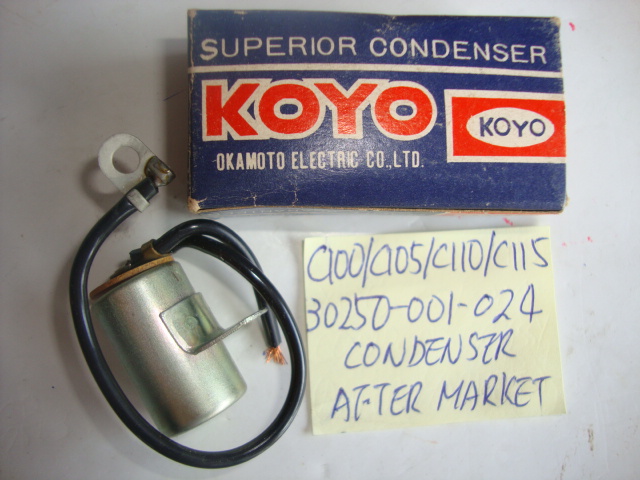 SUPERIOR CONDENSER
KOYO
KOYO
OKAMOTO ELECTRIC CO.,LTD.
C100/C105/C110/C115
30250-001-024
CONDENSER
AFTER MARKET